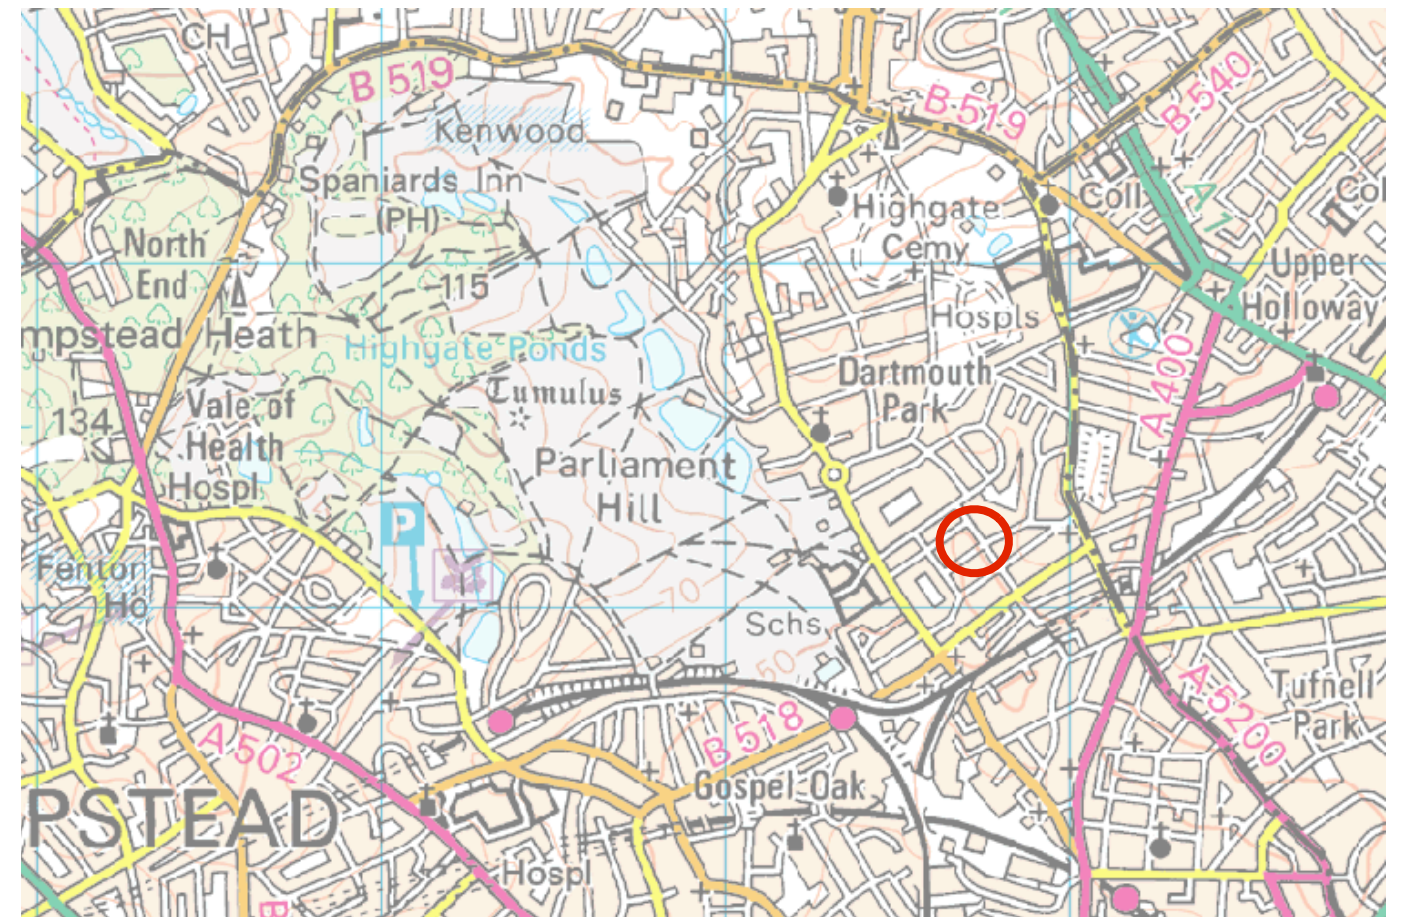 CH
B 519
B 519
B 540
Kenwood
Spaniards Inn
(PH)
Highgate
Cemy
Coll
Col
A 1
North
End
115
Hospls
Upper
Holloway
mpstead Heath
Highgate Ponds
A 400
Tumulus
Dartmouth
Park
134
Vale of
Health
Hospl
Parliament
Hill
P
Fenton
Ho
70
Schs
50
Tufnell
Park
A 502
B 518
A 5200
Gospel Oak
PSTEAD
Hospl
B